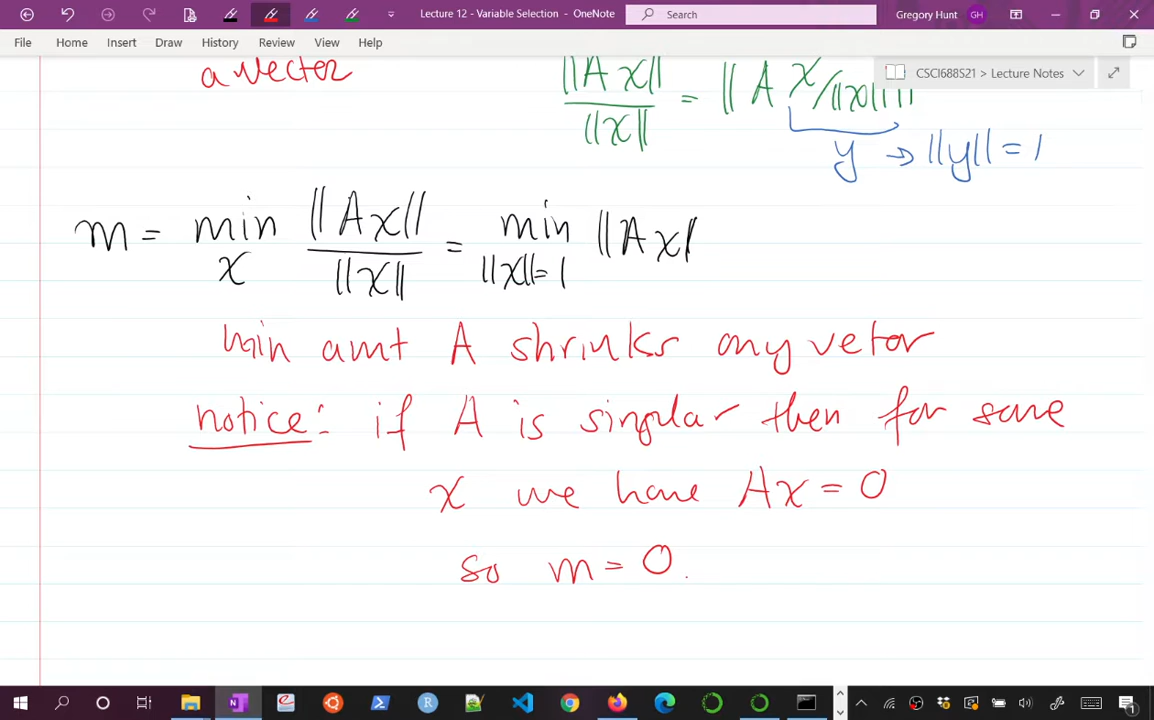 Lecture 12 - Variable Selection - OneNote
Search
Gregory Hunt
GH
File Home Insert Draw History Review View Help
CSCI688S21 > Lecture Notes
a vector
||Ax|| / ||x|| = ||A x/||x|| ||
y → ||y|| = 1
m = min_x ||Ax|| / ||x|| = min_{||x||=1} ||Ax||
min amt A shrinks any vetor
notice: if A is singular then for some
x we have Ax = 0
so m = 0.